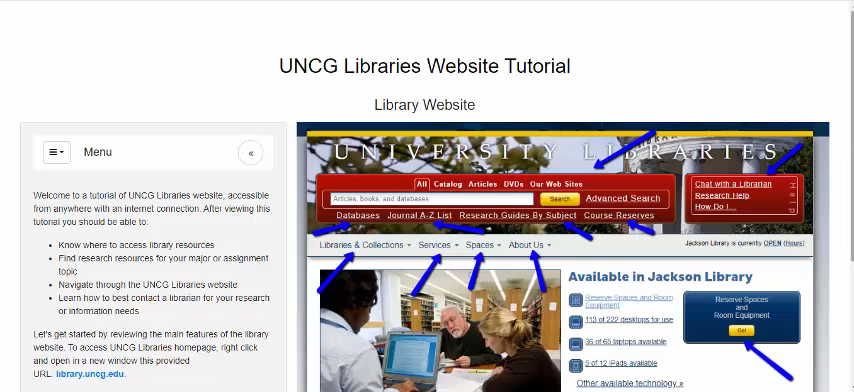 UNCG Libraries Website Tutorial
Library Website
Menu
«
Welcome to a tutorial of UNCG Libraries website, accessible
from anywhere with an internet connection. After viewing this
tutorial you should be able to:
Know where to access library resources
Find research resources for your major or assignment
topic
Navigate through the UNCG Libraries website
Learn how to best contact a librarian for your research
or information needs
Let's get started by reviewing the main features of the library
website. To access UNCG Libraries homepage, right click
and open in a new window this provided
URL: library.uncg.edu.
UNIVERSITY LIBRARIES
All Catalog Articles DVDs Our Web Sites
Articles, books, and databases Search Advanced Search
Databases Journal A-Z List Research Guides By Subject Course Reserves
Chat with a Librarian
Research Help
How Do I...
Libraries & Collections Services Spaces About Us
Jackson Library is currently OPEN (Hours)
Available in Jackson Library
Reserve Spaces and Room
Equipment
113 of 222 desktops for use
36 of 65 laptops available
5 of 12 iPads available
Other available technology »
Reserve Spaces
and
Room Equipment
Go!